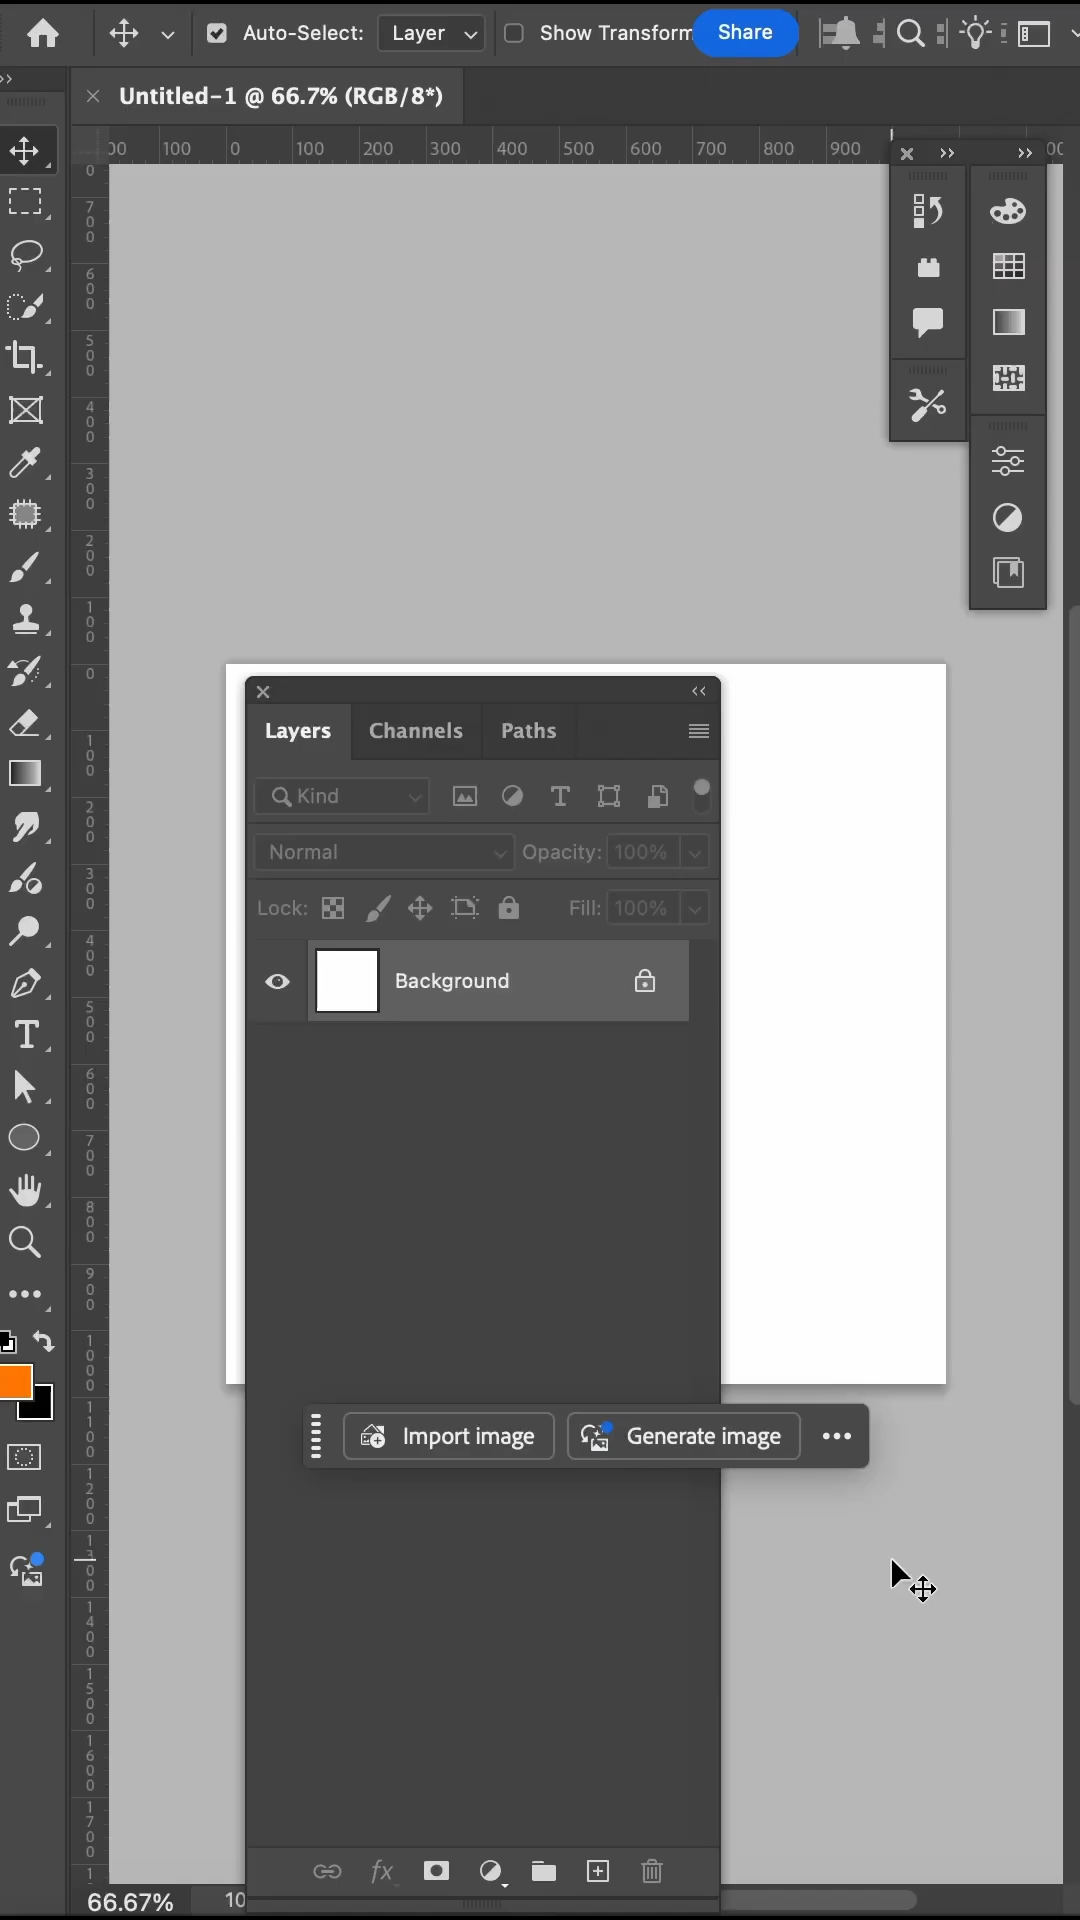 Auto-Select: Layer Show Transform Share
Untitled-1 @ 66.7% (RGB/8*)
100 0 100 200 300 400 500 600 700 800 900
0
700
600
500
400
300
200
100
0
100
200
300
400
500
600
700
800
900
1000
1100
1200
1300
1400
1500
1600
1700
1
Layers Channels Paths
Kind
Normal Opacity: 100%
Lock: Fill: 100%
Background
Import image Generate image
fx
66.67% 10